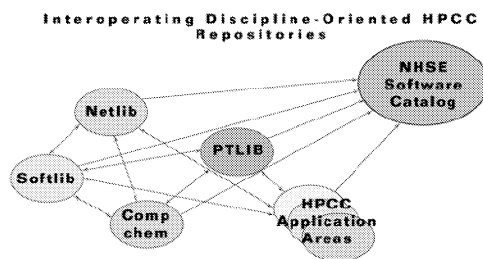 Interoperating Discipline-Oriented HPCC
Repositories
NHSE
Software
Catalog
Netlib
PTLIB
Softlib
Comp
chem
HPCC
Application
Areas